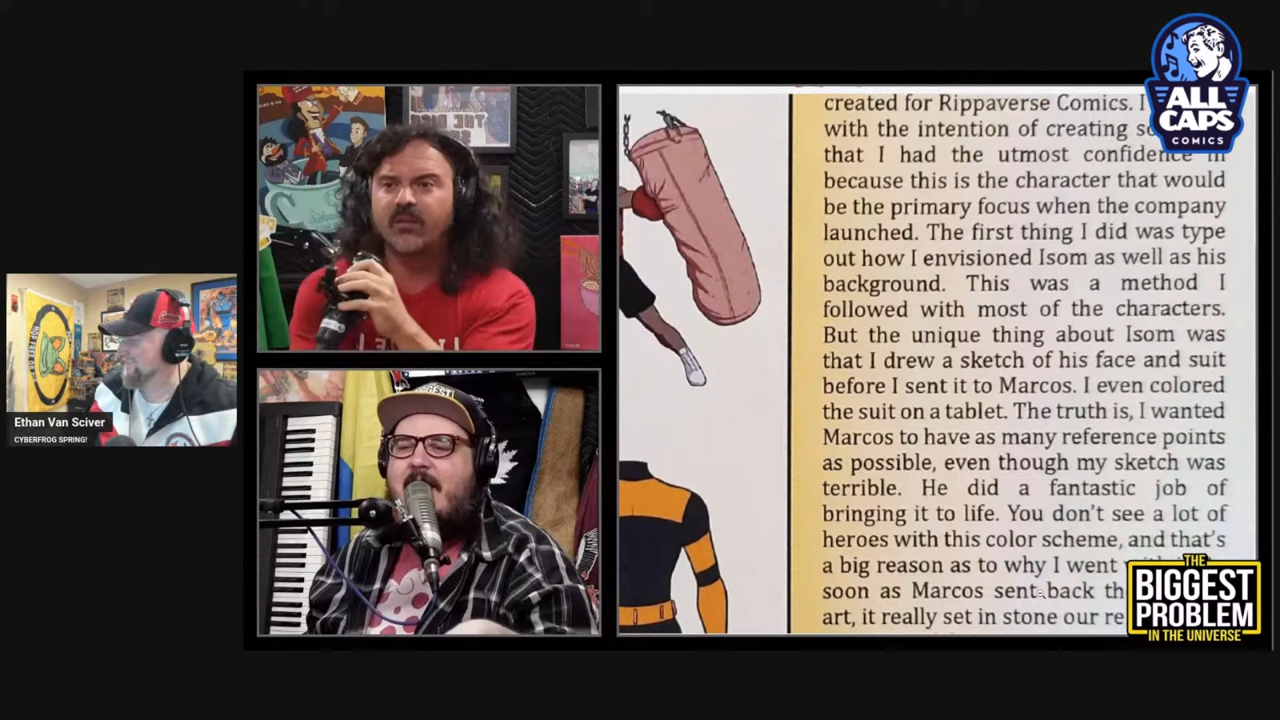 ALL
CAPS
COMICS
created for Rippaverse Comics. I
with the intention of creating
that I had the utmost confidence in
because this is the character that would
be the primary focus when the company
launched. The first thing I did was type
out how I envisioned Isom as well as his
background. This was a method I
followed with most of the characters.
But the unique thing about Isom was
that I drew a sketch of his face and suit
before I sent it to Marcos. I even colored
the suit on a tablet. The truth is, I wanted
Marcos to have as many reference points
as possible, even though my sketch was
terrible. He did a fantastic job of
bringing it to life. You don't see a lot of
heroes with this color scheme, and that's
a big reason as to why I went
soon as Marcos sent back
art, it really set in stone our
Ethan Van Sciver
CYBERFROG SPRING!
BIGGEST
THE
BIGGEST
PROBLEM
IN THE UNIVERSE